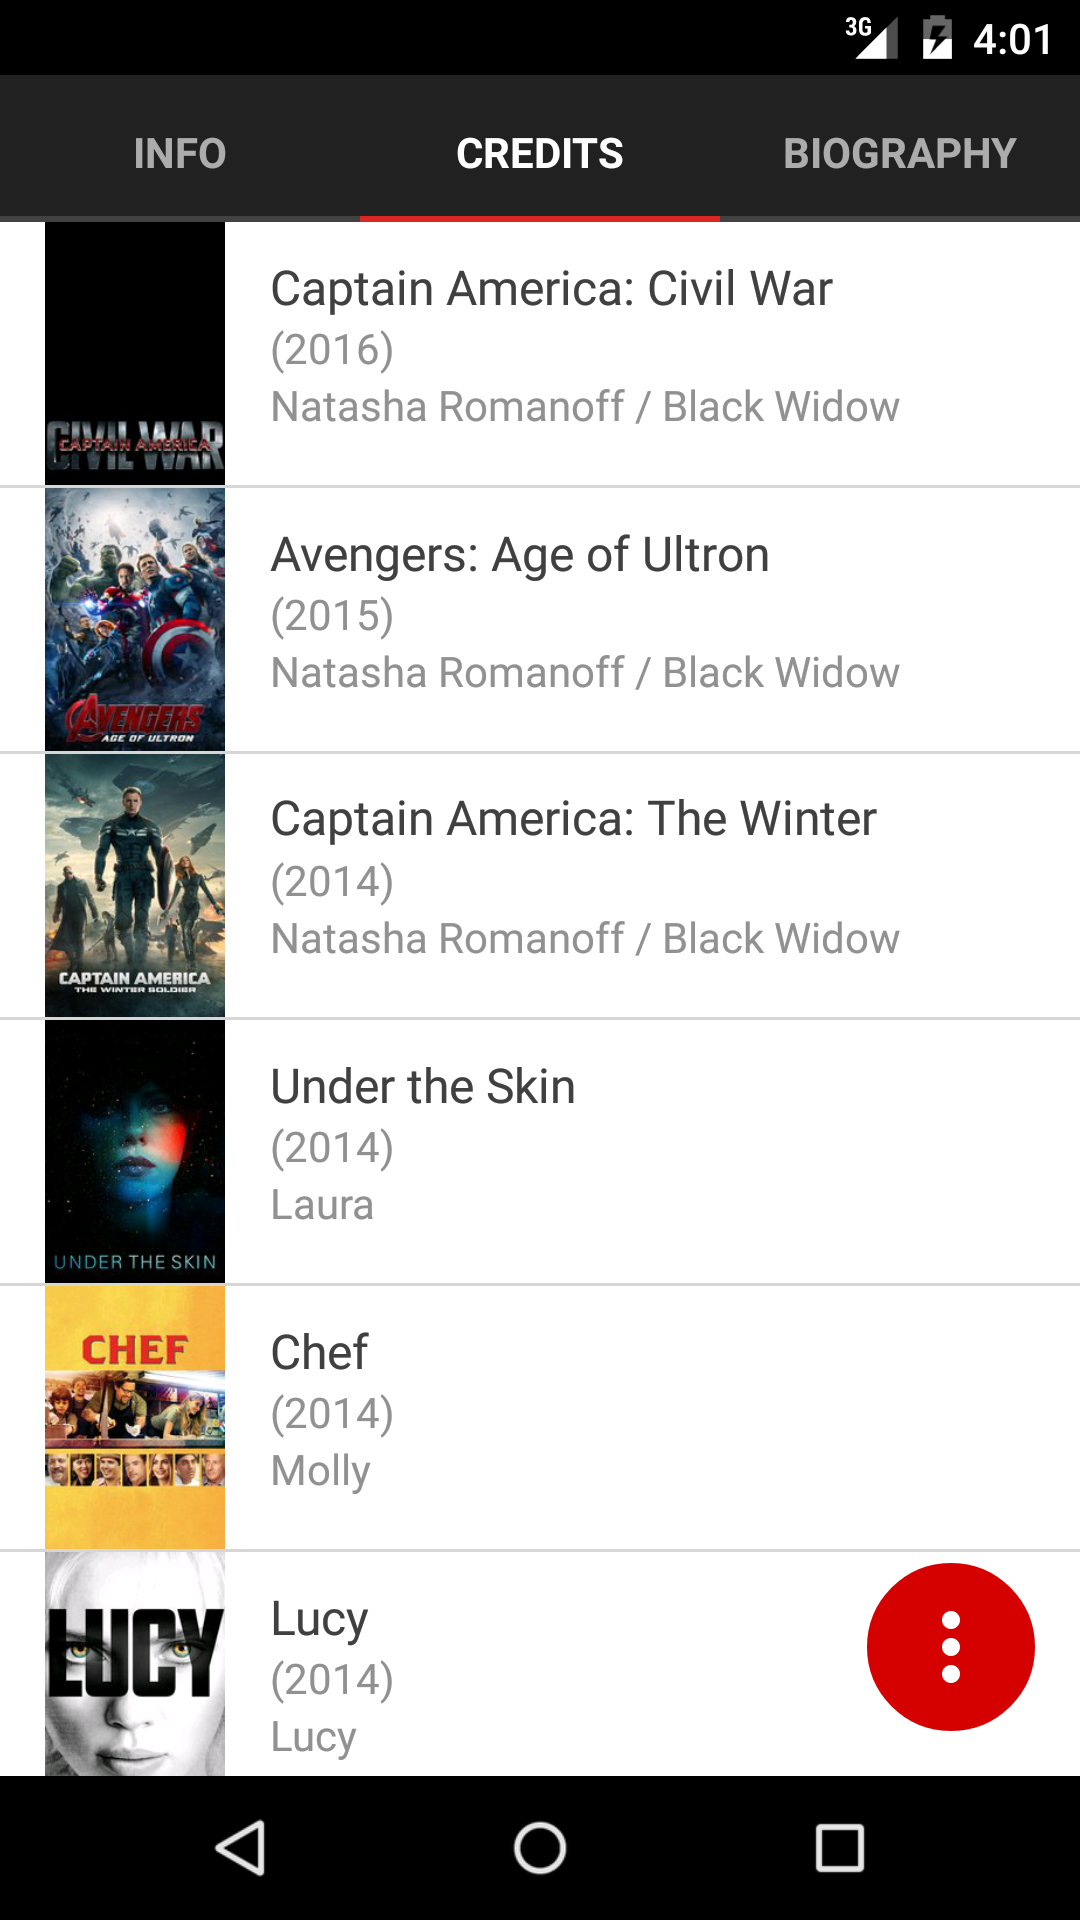 3G 4:01
INFO CREDITS BIOGRAPHY
CIVIL WAR
CAPTAIN AMERICA
Captain America: Civil War
(2016)
Natasha Romanoff / Black Widow
AVENGERS
AGE OF ULTRON
Avengers: Age of Ultron
(2015)
Natasha Romanoff / Black Widow
CAPTAIN AMERICA
THE WINTER SOLDIER
Captain America: The Winter
(2014)
Natasha Romanoff / Black Widow
UNDER THE SKIN
Under the Skin
(2014)
Laura
CHEF
Chef
(2014)
Molly
LUCY
Lucy
(2014)
Lucy